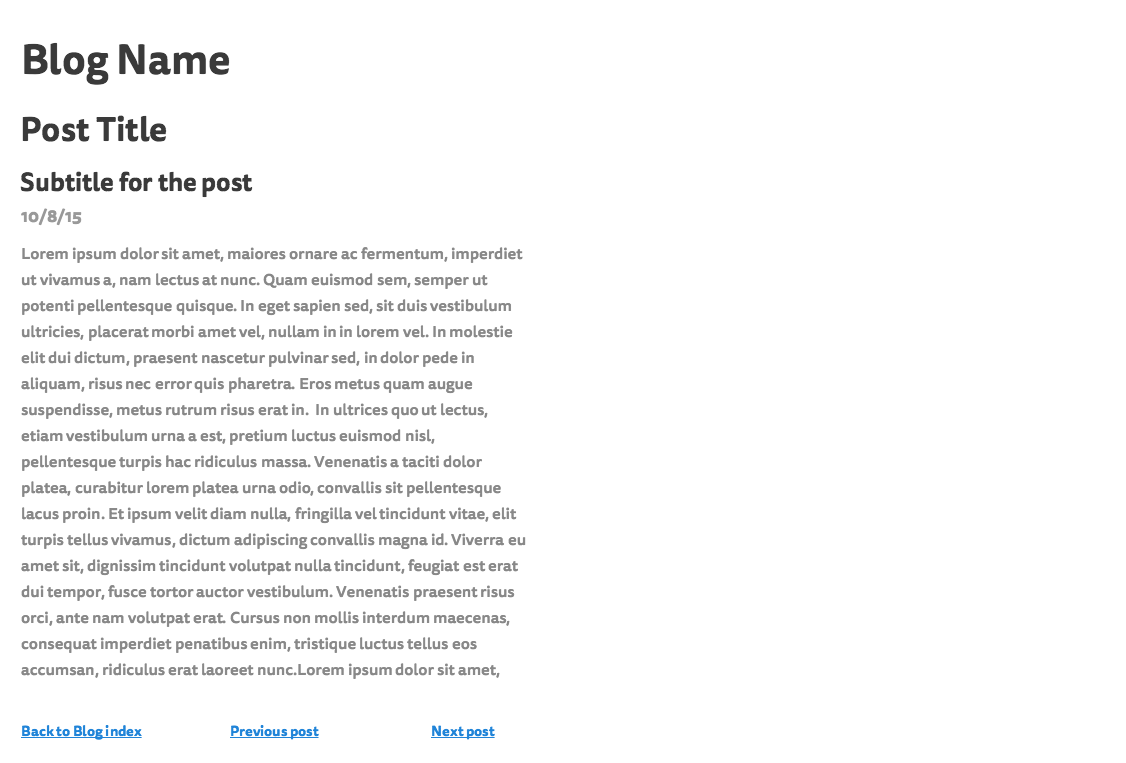 Blog Name
Post Title
Subtitle for the post
10/8/15
Lorem ipsum dolor sit amet, maiores ornare ac fermentum, imperdiet
ut vivamus a, nam lectus at nunc. Quam euismod sem, semper ut
potenti pellentesque quisque. In eget sapien sed, sit duis vestibulum
ultricies, placerat morbi amet vel, nullam in in lorem vel. In molestie
elit dui dictum, praesent nascetur pulvinar sed, in dolor pede in
aliquam, risus nec error quis pharetra. Eros metus quam augue
suspendisse, metus rutrum risus erat in.  In ultrices quo ut lectus,
etiam vestibulum urna a est, pretium luctus euismod nisl,
pellentesque turpis hac ridiculus massa. Venenatis a taciti dolor
platea, curabitur lorem platea urna odio, convallis sit pellentesque
lacus proin. Et ipsum velit diam nulla, fringilla vel tincidunt vitae, elit
turpis tellus vivamus, dictum adipiscing convallis magna id. Viverra eu
amet sit, dignissim tincidunt volutpat nulla tincidunt, feugiat est erat
dui tempor, fusce tortor auctor vestibulum. Venenatis praesent risus
orci, ante nam volutpat erat. Cursus non mollis interdum maecenas,
consequat imperdiet penatibus enim, tristique luctus tellus eos
accumsan, ridiculus erat laoreet nunc.Lorem ipsum dolor sit amet,
Back to Blog index Previous post Next post